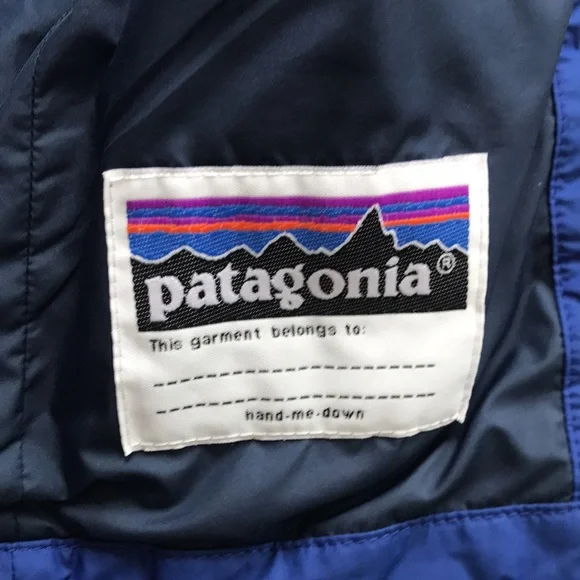 patagonia®
This garment belongs to:
hand-me-down